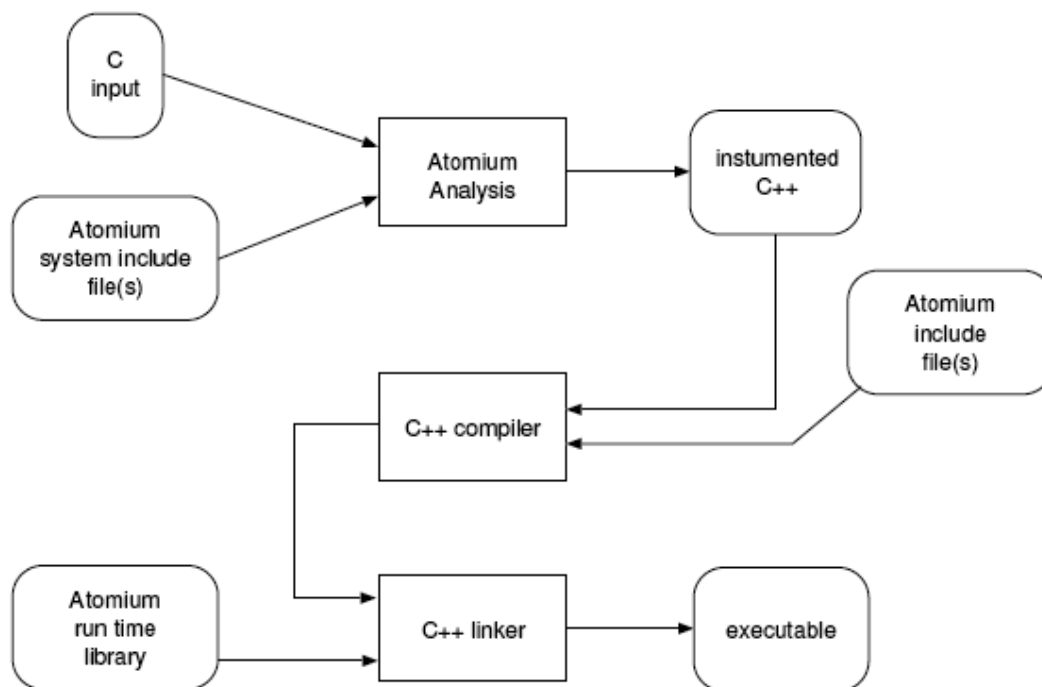 C
input
Atomium
Analysis
instumented
C++
Atomium
system include
file(s)
Atomium
include
file(s)
C++ compiler
Atomium
run time
library
C++ linker
executable